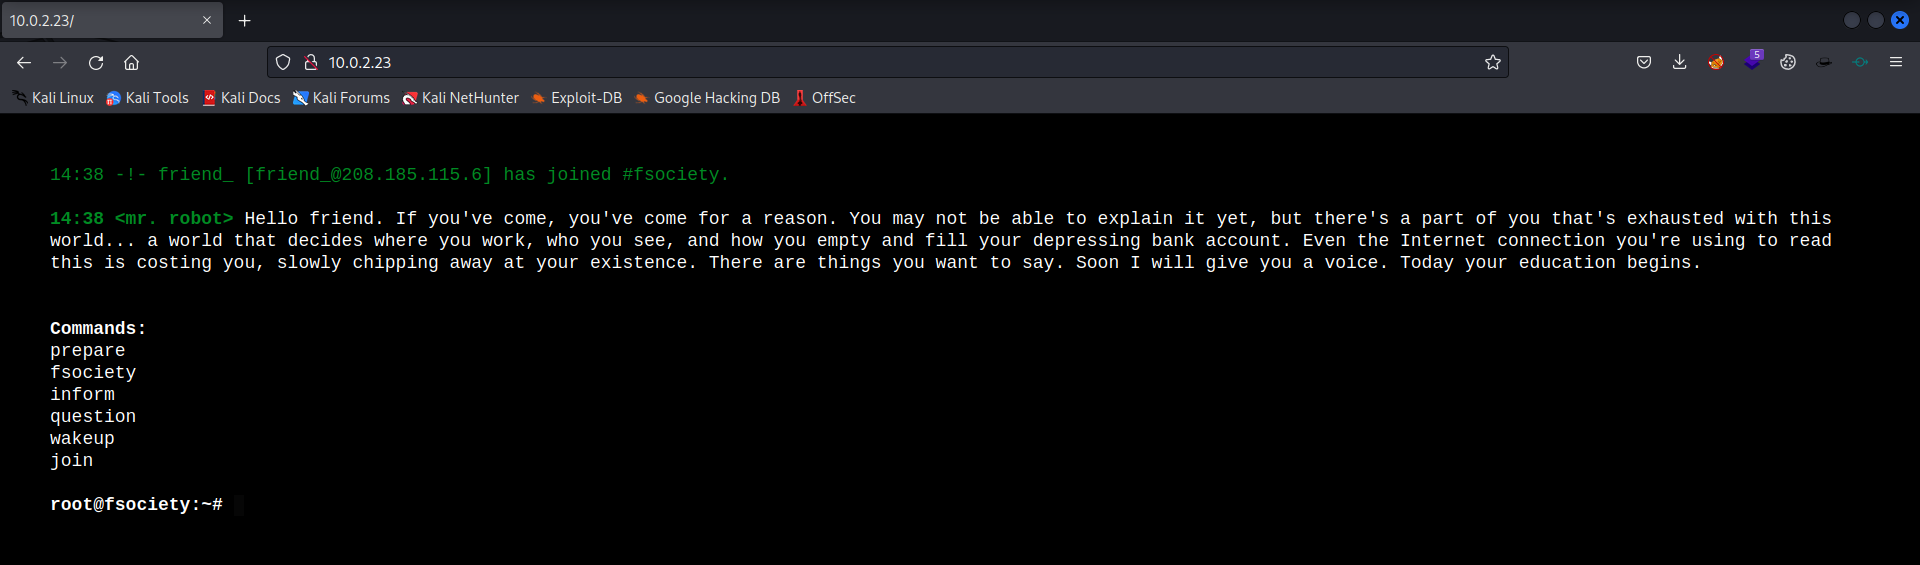 10.0.2.23/
10.0.2.23
5
Kali Linux Kali Tools Kali Docs Kali Forums Kali NetHunter Exploit-DB Google Hacking DB OffSec
14:38 -!- friend_ [friend_@208.185.115.6] has joined #fsociety.
14:38 <mr. robot> Hello friend. If you've come, you've come for a reason. You may not be able to explain it yet, but there's a part of you that's exhausted with this
world... a world that decides where you work, who you see, and how you empty and fill your depressing bank account. Even the Internet connection you're using to read
this is costing you, slowly chipping away at your existence. There are things you want to say. Soon I will give you a voice. Today your education begins.
Commands:
prepare
fsociety
inform
question
wakeup
join
root@fsociety:~#